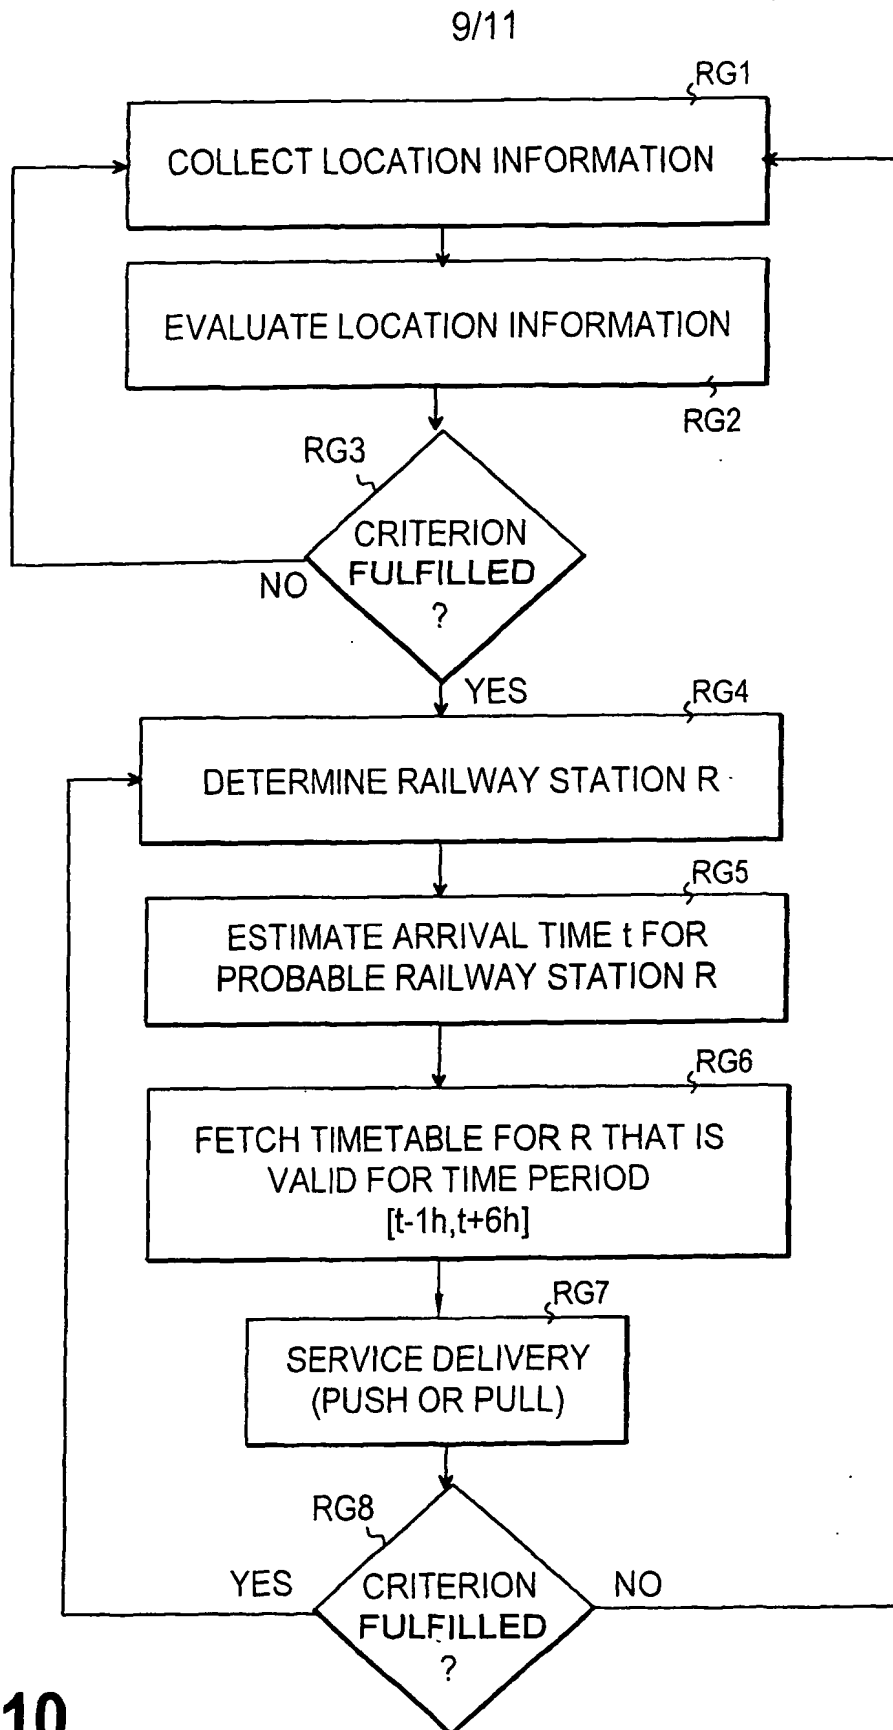 9/11
RG1
COLLECT LOCATION INFORMATION
EVALUATE LOCATION INFORMATION
RG2
RG3
CRITERION
FULFILLED
?
NO
YES
RG4
DETERMINE RAILWAY STATION R
RG5
ESTIMATE ARRIVAL TIME t FOR
PROBABLE RAILWAY STATION R
RG6
FETCH TIMETABLE FOR R THAT IS
VALID FOR TIME PERIOD
[t-1h,t+6h]
RG7
SERVICE DELIVERY
(PUSH OR PULL)
RG8
YES
CRITERION
FULFILLED
?
NO
10